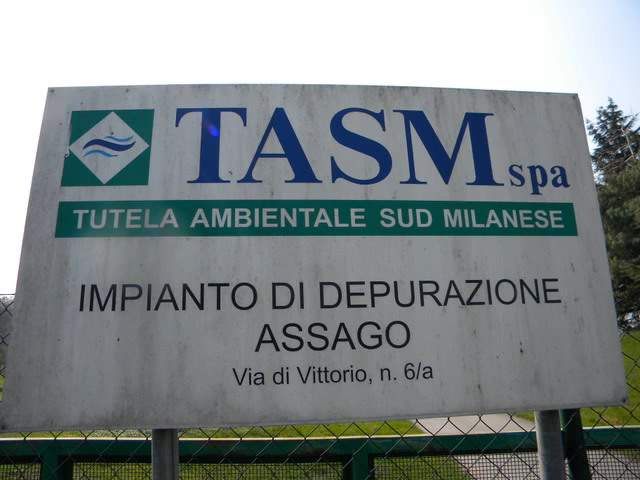 TASM spa
TUTELA AMBIENTALE SUD MILANESE
IMPIANTO DI DEPURAZIONE
ASSAGO
Via di Vittorio, n. 6/a